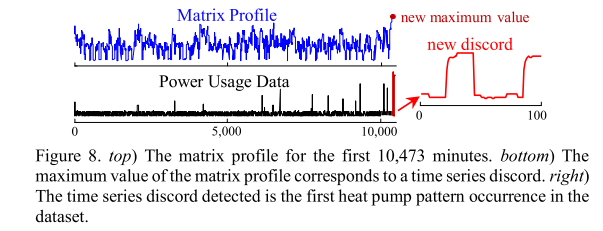 Matrix Profile
new maximum value
new discord
Power Usage Data
0
5,000
10,000
0
100
Figure 8. top) The matrix profile for the first 10,473 minutes. bottom) The
maximum value of the matrix profile corresponds to a time series discord. right)
The time series discord detected is the first heat pump pattern occurrence in the
dataset.